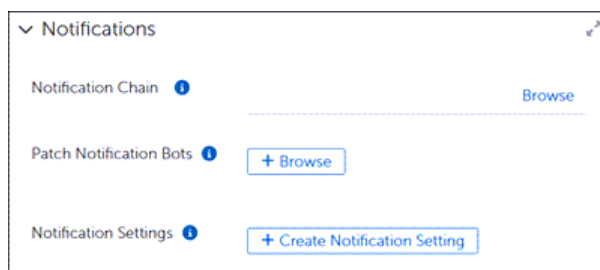 Notifications
Notification Chain
Browse
Patch Notification Bots
+ Browse
Notification Settings
+ Create Notification Setting